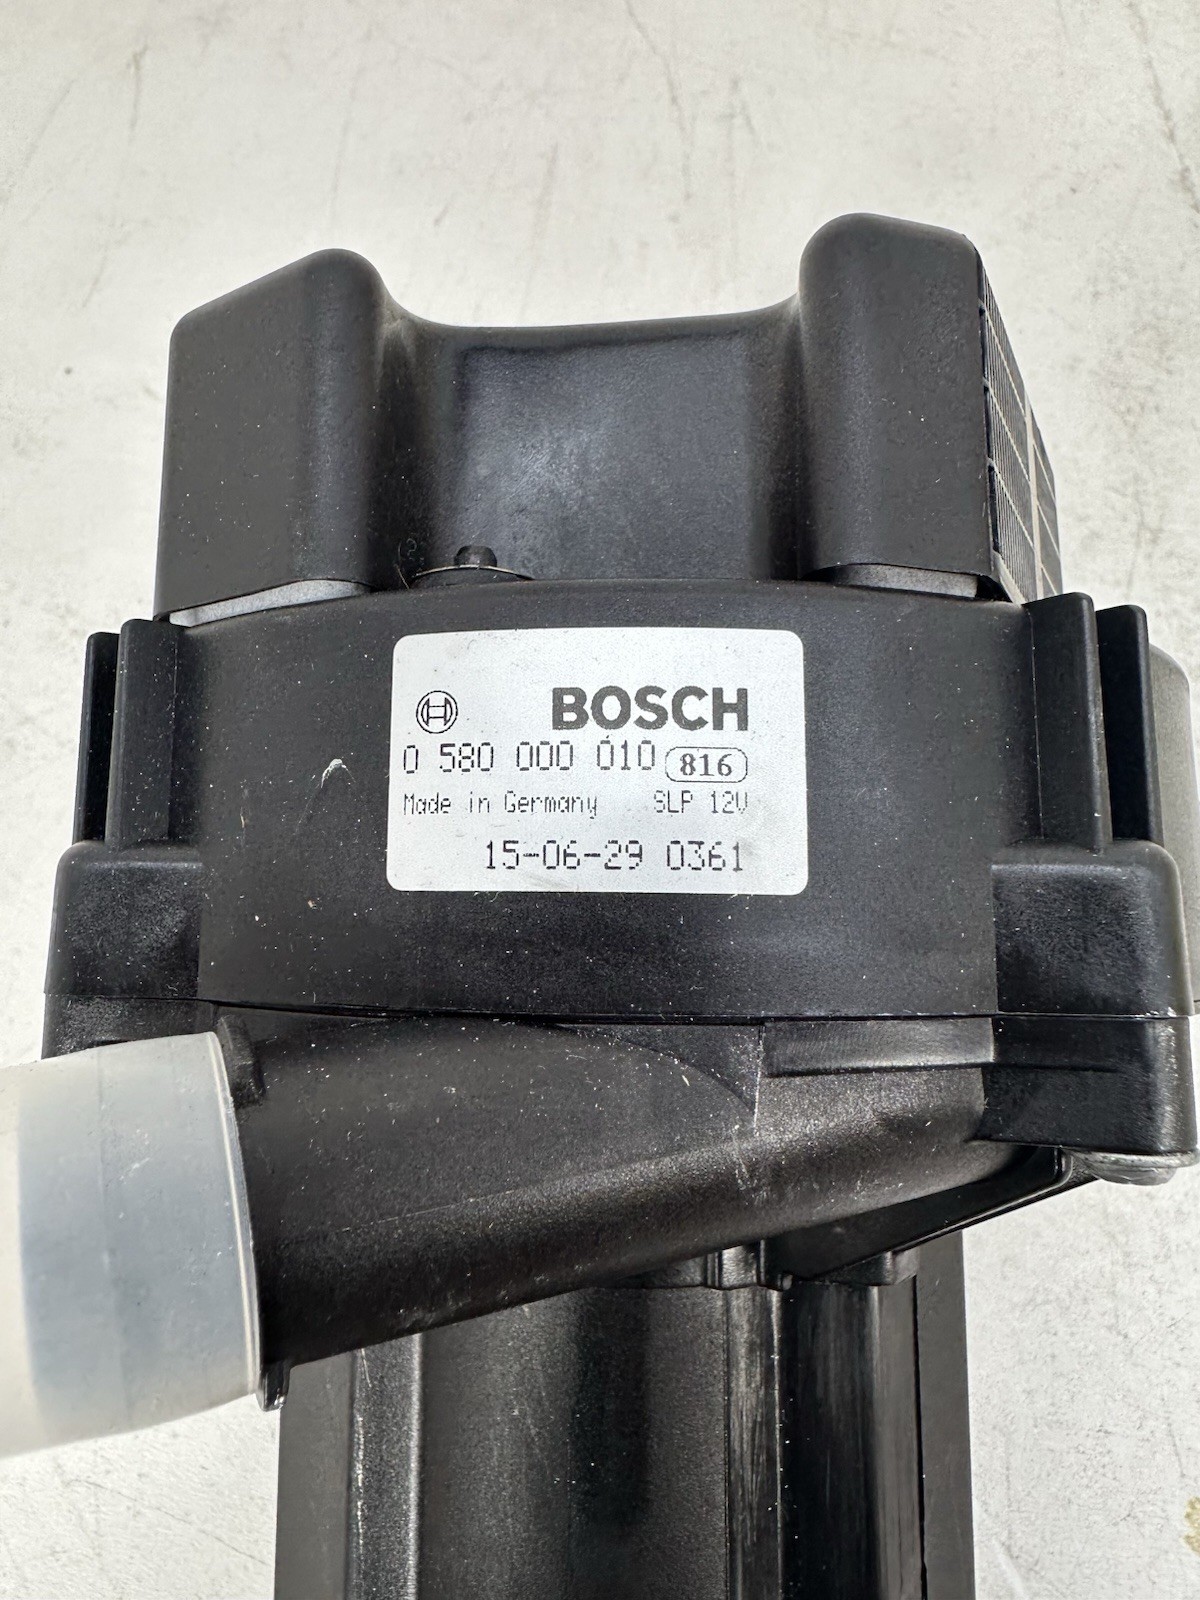 BOSCH
0 580 000 010 816
Made in Germany SLP 12V
15-06-29 0361